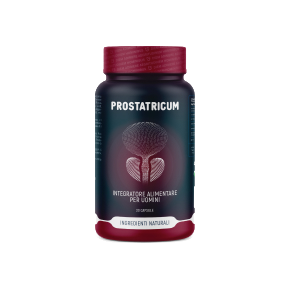 PROSTATRICUM
INTEGRATORE ALIMENTARE
PER UOMINI
INGREDIENTI NATURALI